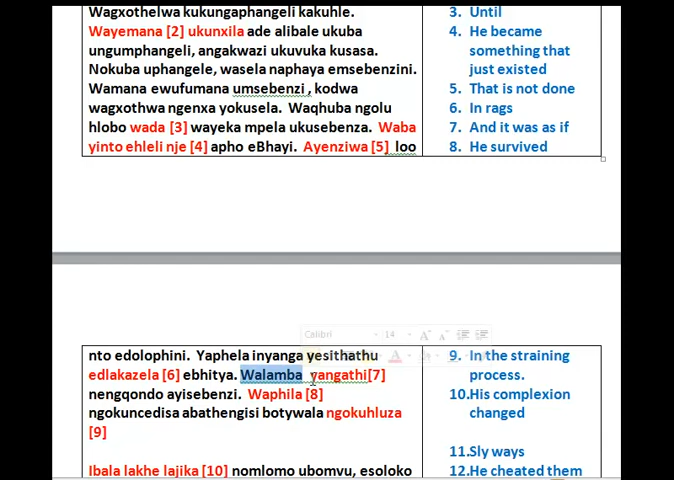 Wagxothelwa kukungaphangeli kakuhle.
Wayemana [2] ukunxila ade alibale ukuba
ungumphangeli, angakwazi ukuvuka kusasa.
Nokuba uphangele, wasela naphaya emsebenzini.
Wamana ewufumana umsebenzi , kodwa
wagxothwa ngenxa yokusela. Waqhuba ngolu
hlobo wada [3] wayeka mpela ukusebenza. Waba
yinto ehleli nje [4] apho eBhayi. Ayenziwa [5] loo
3. Until
4. He became
something that
just existed
5. That is not done
6. In rags
7. And it was as if
8. He survived
Calibri 14
nto edolophini. Yaphela inyanga yesithathu
edlakazela [6] ebhitya. Walamba yangathi[7]
nengqondo ayisebenzi. Waphila [8]
ngokuncedisa abathengisi botywala ngokuhluza
[9]
Ibala lakhe lajika [10] nomlomo ubomvu, esoloko
9. In the straining
process.
10.His complexion
changed
11.Sly ways
12.He cheated them